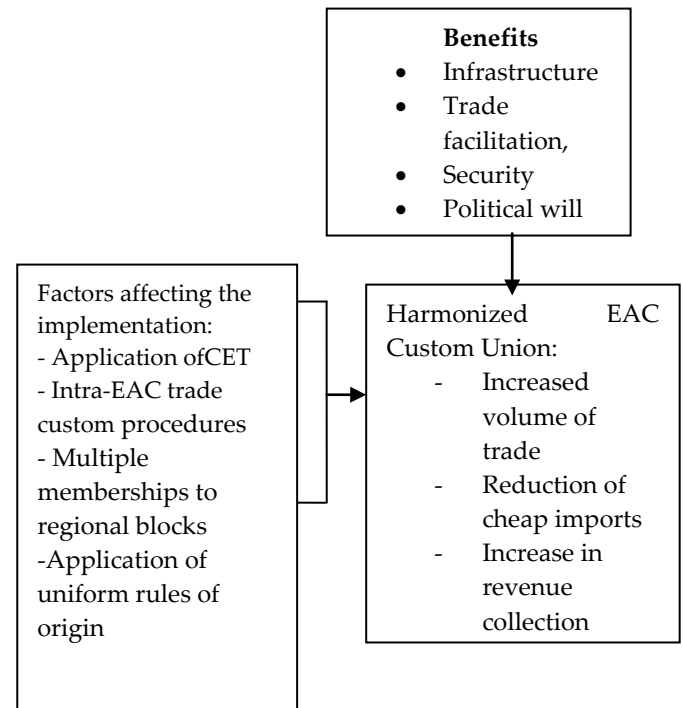 Benefits
• Infrastructure
• Trade
facilitation,
• Security
• Political will
Factors affecting the
implementation:
- Application ofCET
- Intra-EAC trade
custom procedures
- Multiple
memberships to
regional blocks
-Application of
uniform rules of
origin
Harmonized EAC
Custom Union:
- Increased
volume of
trade
- Reduction of
cheap imports
- Increase in
revenue
collection